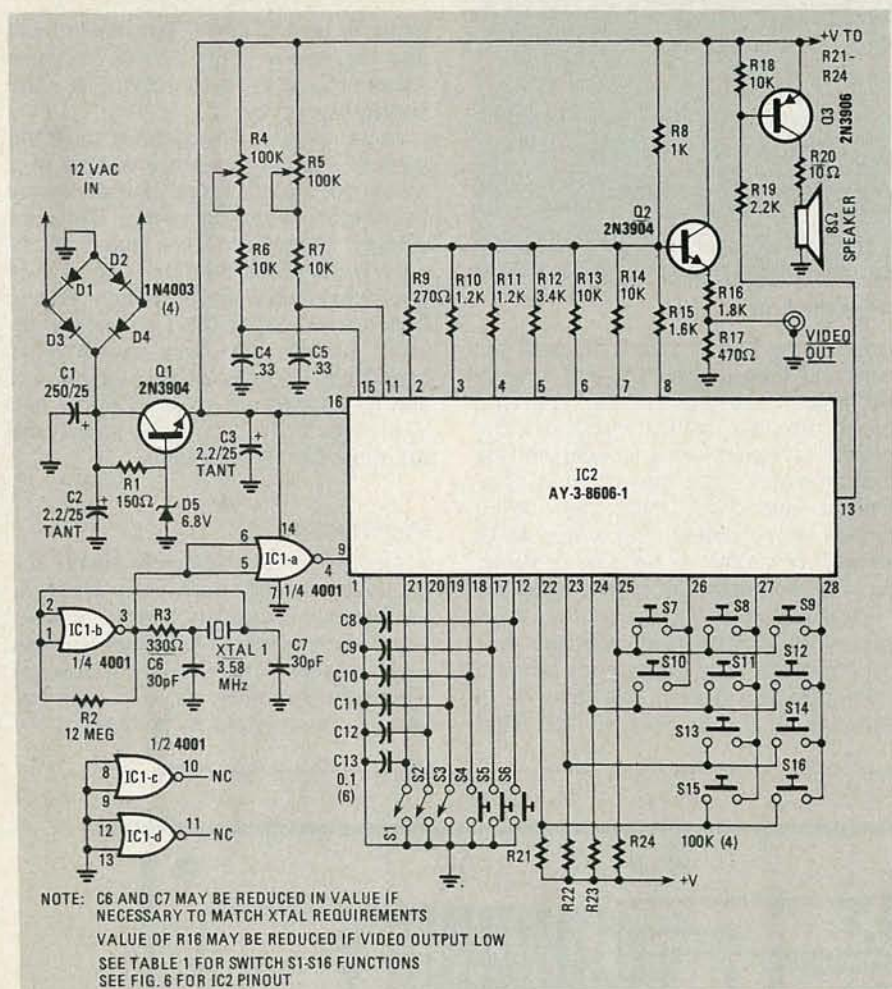 +V TO
R21–
R24
R18
10K
Q3
2N3906
R4
100K
R5
100K
R8
1K
12 VAC
IN
R20
10Ω
R19
2.2K
8Ω
SPEAKER
Q2
2N3904
D1
D2
1N4003
(4)
D3
D4
R6
10K
R7
10K
R9
270Ω
R10
1.2K
R11
1.2K
R12
3.4K
R13
10K
R14
10K
R15
1.6K
R16
1.8K
R17
470Ω
VIDEO
OUT
C1
250/25
+
Q1
2N3904
C4
.33
C5
.33
15
11
2
3
4
5
6
7
8
16
C3
2.2/25
TANT
+
R1
150Ω
D5
6.8V
C2
2.2/25
TANT
+
IC2
AY-3-8606-1
13
14
6
5
IC1-a
4
9
7
1/4 4001
1
21
20
19
18
17
12
22
23
24
25
26
27
28
2
1
IC1-b
3
1/4 4001
R3
330Ω
C6
30pF
XTAL 1
3.58
MHz
C7
30pF
R2
12 MEG
C8
C9
C10
C11
C12
C13
0.1
(6)
S1
S2
S3
S4
S5
S6
S7
S8
S9
S10
S11
S12
S13
S14
S15
S16
1/2 4001
8
9
IC1-c
10
NC
12
13
IC1-d
11
NC
R21
R22
R23
R24
100K (4)
+V
NOTE: C6 AND C7 MAY BE REDUCED IN VALUE IF
NECESSARY TO MATCH XTAL REQUIREMENTS
VALUE OF R16 MAY BE REDUCED IF VIDEO OUTPUT LOW
SEE TABLE 1 FOR SWITCH S1-S16 FUNCTIONS
SEE FIG. 6 FOR IC2 PINOUT